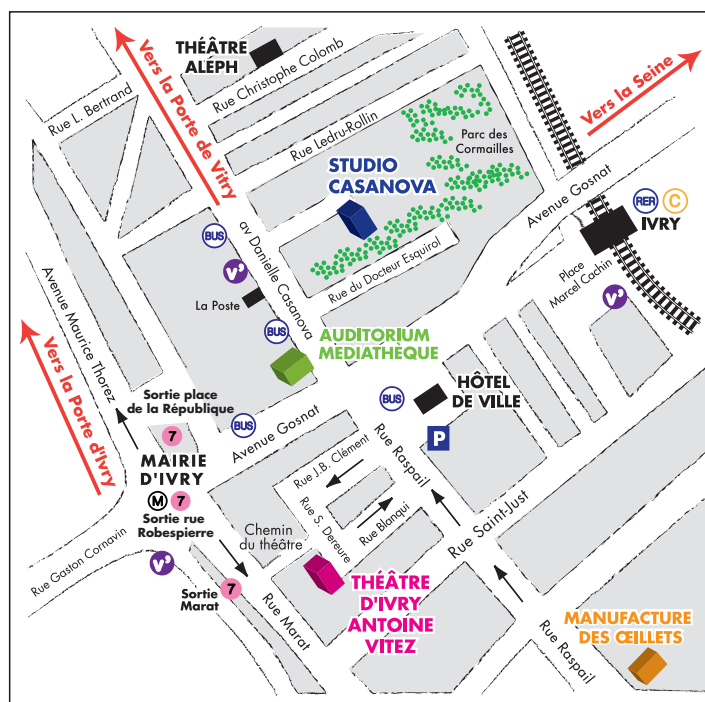 THÉÂTRE
ALÉPH
Rue Christophe Colomb
Vers la Porte de Vitry
Vers la Seine
Rue L. Bertrand
Rue Ledru-Rollin
Parc des
Cormailles
STUDIO
CASANOVA
Avenue Gosnat
RER C
IVRY
Place
Marcel Cachin
V'
BUS
av Danielle Casanova
Rue du Docteur Esquirol
V'
La Poste
BUS
AUDITORIUM
MEDIATHÈQUE
Avenue Maurice Thorez
Vers la Porte d'Ivry
Sortie place
de la République
7
BUS
Avenue Gosnat
BUS
HÔTEL
DE VILLE
P
MAIRIE
D'IVRY
M 7
Sortie rue
Robespierre
Rue J.B. Clément
Rue Raspail
Rue S. Dereure
Rue Blanqui
Chemin
du théâtre
Rue Saint-Just
Rue Gaston Cornavin
V'
Sortie
Marat
7
Rue Marat
THÉÂTRE
D'IVRY
ANTOINE
VITEZ
Rue Raspail
MANUFACTURE
DES ŒILLETS